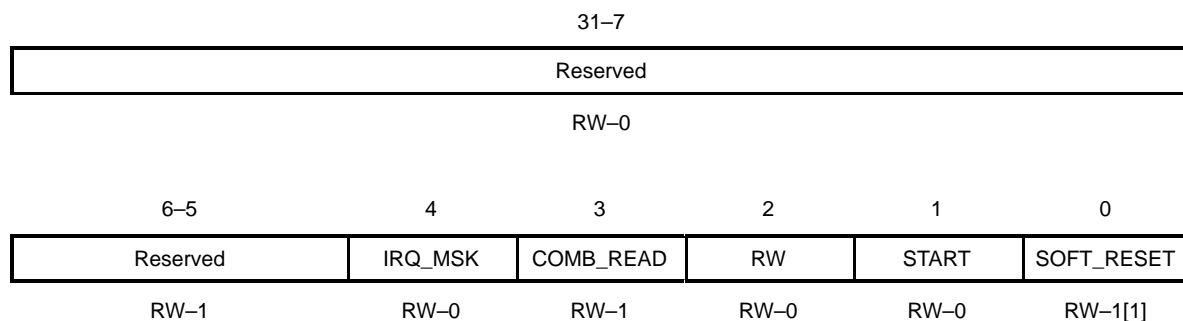 31–7
Reserved
RW–0
6–5 4 3 2 1 0
Reserved IRQ_MSK COMB_READ RW START SOFT_RESET
RW–1 RW–0 RW–1 RW–0 RW–0 RW–1[1]